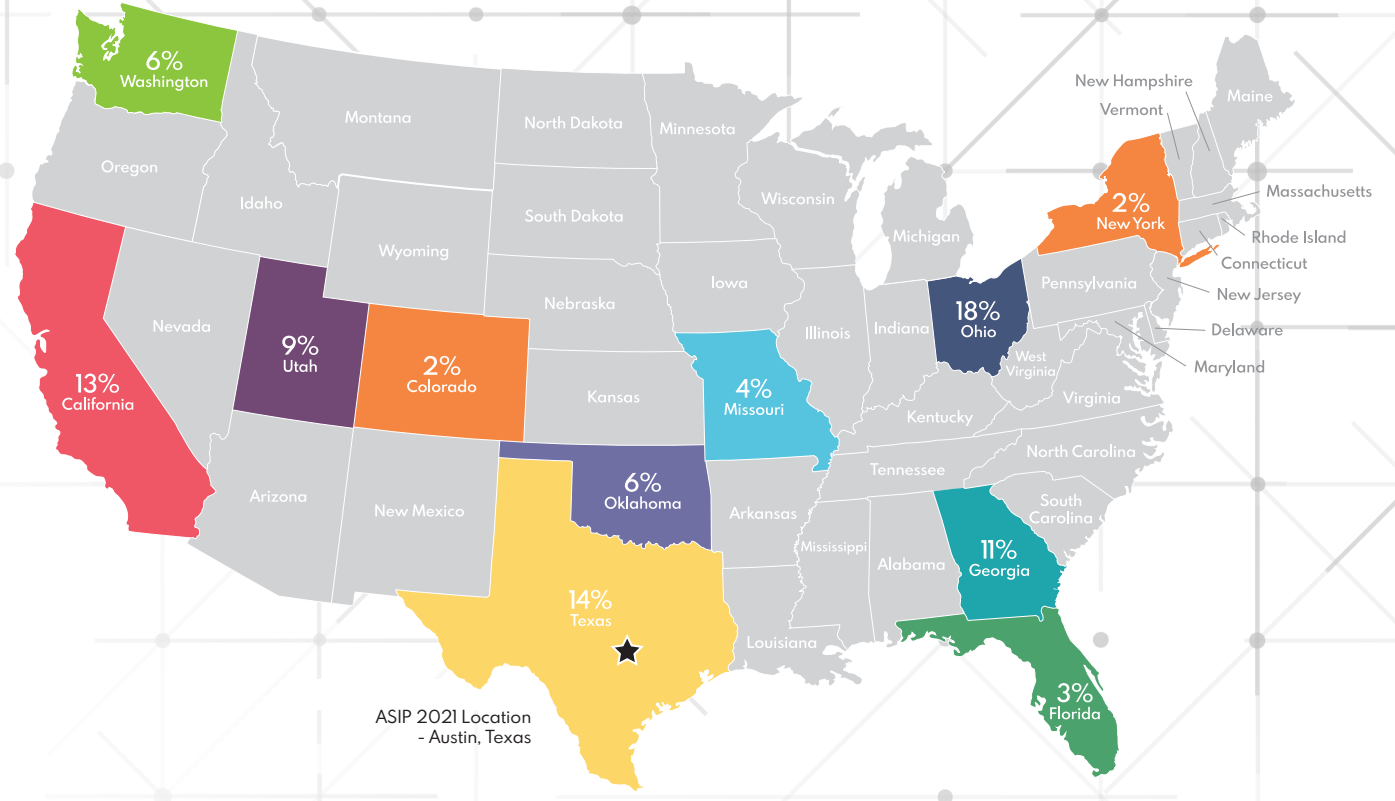 6%
Washington
Montana
North Dakota
Minnesota
New Hampshire
Vermont
Maine
Oregon
Idaho
Wisconsin
Massachusetts
South Dakota
2%
New York
Michigan
Rhode Island
Wyoming
Connecticut
Iowa
Pennsylvania
New Jersey
Nebraska
18%
Ohio
Nevada
Illinois
Indiana
Delaware
9%
Utah
2%
Colorado
West
Virginia
Maryland
13%
California
Kansas
4%
Missouri
Virginia
Kentucky
North Carolina
Tennessee
Arizona
New Mexico
6%
Oklahoma
Arkansas
South
Carolina
Mississippi
Alabama
11%
Georgia
14%
Texas
Louisiana
3%
Florida
ASIP 2021 Location
- Austin, Texas